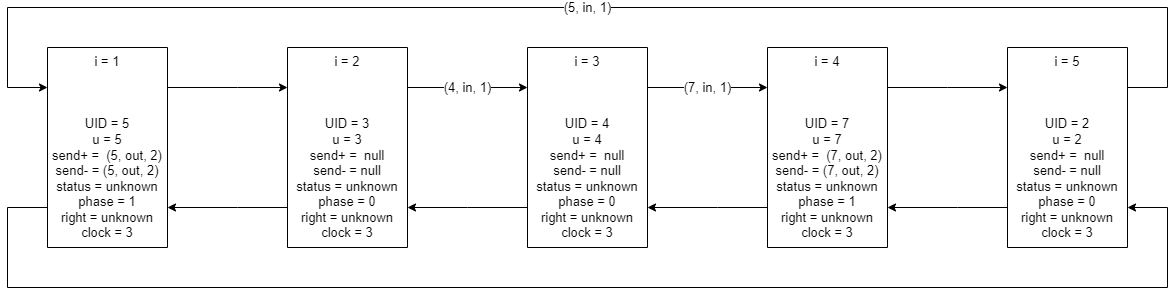 (5, in, 1)
i = 1
UID = 5
u = 5
send+ =  (5, out, 2)
send- = (5, out, 2)
status = unknown
phase = 1
right = unknown
clock = 3
i = 2
UID = 3
u = 3
send+ =  null
send- = null
status = unknown
phase = 0
right = unknown
clock = 3
(4, in, 1)
i = 3
UID = 4
u = 4
send+ =  null
send- = null
status = unknown
phase = 0
right = unknown
clock = 3
(7, in, 1)
i = 4
UID = 7
u = 7
send+ =  (7, out, 2)
send- = (7, out, 2)
status = unknown
phase = 1
right = unknown
clock = 3
i = 5
UID = 2
u = 2
send+ =  null
send- = null
status = unknown
phase = 0
right = unknown
clock = 3